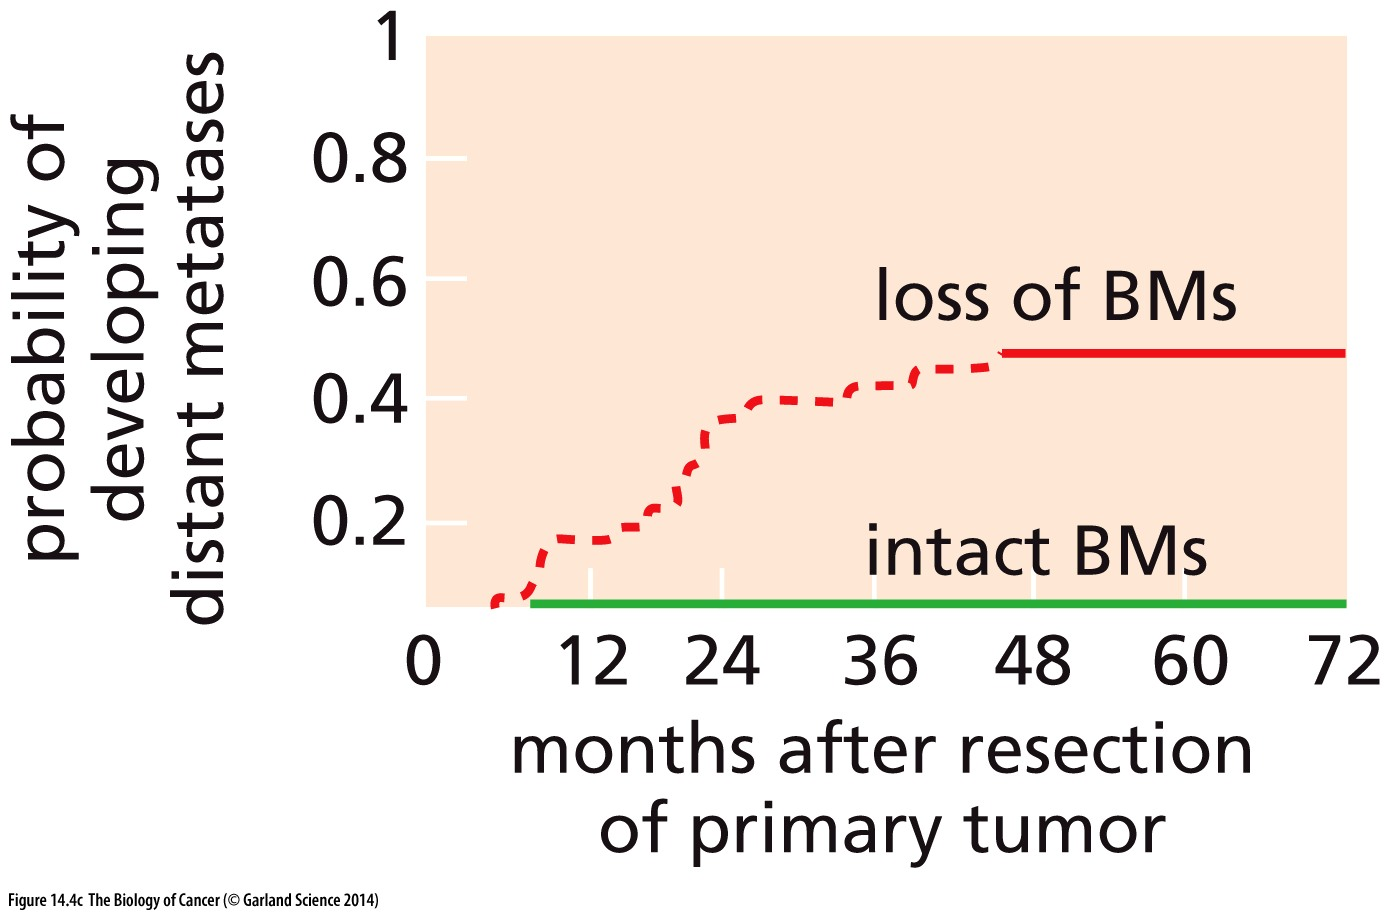 probability of
developing
distant metatases
1
0.8
0.6
0.4
0.2
loss of BMs
intact BMs
0 12 24 36 48 60 72
months after resection
of primary tumor
Figure 14.4c The Biology of Cancer (© Garland Science 2014)